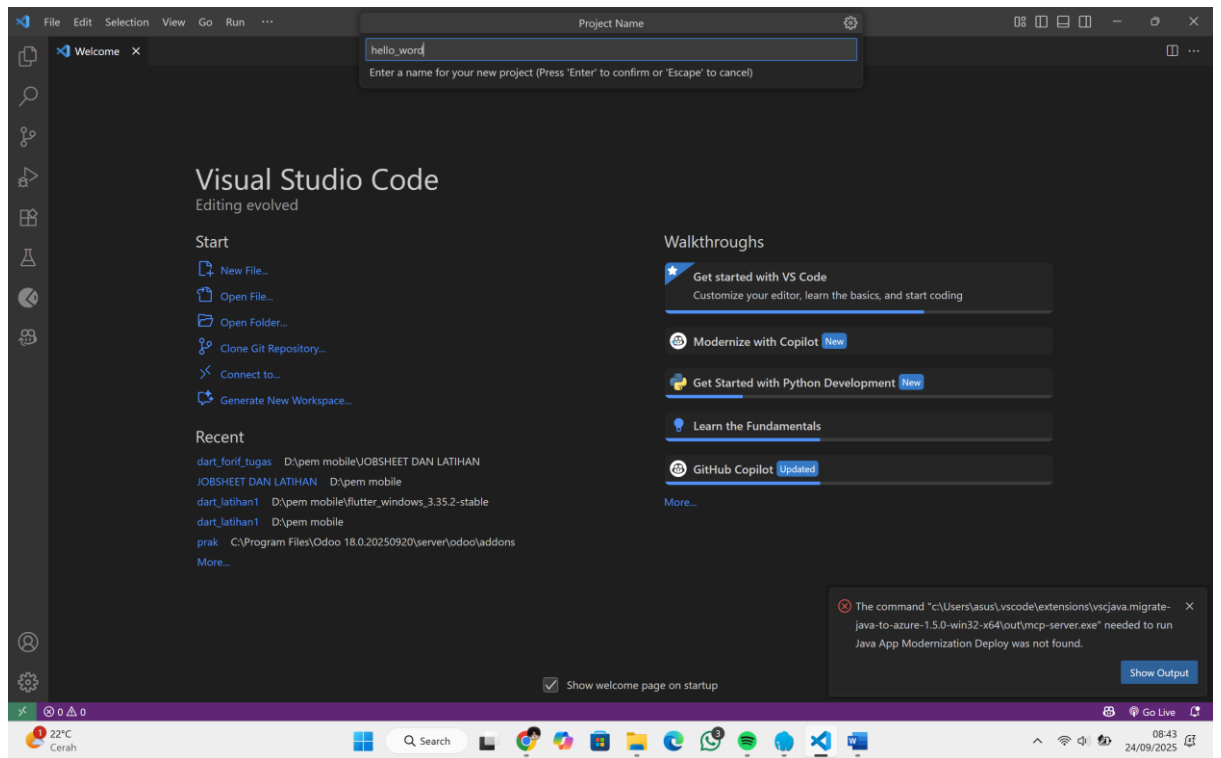 File Edit Selection View Go Run ···
Project Name
Welcome
hello_word
Enter a name for your new project (Press 'Enter' to confirm or 'Escape' to cancel)
Visual Studio Code
Editing evolved
Start
New File...
Open File...
Open Folder...
Clone Git Repository...
Connect to...
Generate New Workspace...
Recent
dart_forif_tugas D:\pem mobile\JOBSHEET DAN LATIHAN
JOBSHEET DAN LATIHAN D:\pem mobile
dart_latihan1 D:\pem mobile\flutter_windows_3.35.2-stable
dart_latihan1 D:\pem mobile
prak C:\Program Files\Odoo 18.0.20250920\server\odoo\addons
More...
Walkthroughs
Get started with VS Code
Customize your editor, learn the basics, and start coding
Modernize with Copilot New
Get Started with Python Development New
Learn the Fundamentals
GitHub Copilot Updated
More...
The command "c:\Users\asus\.vscode\extensions\vscjava.migrate-
java-to-azure-1.5.0-win32-x64\out\mcp-server.exe" needed to run
Java App Modernization Deploy was not found.
Show Output
Show welcome page on startup
0 0
Go Live
1
22°C
Cerah
Search
3
08:43
24/09/2025